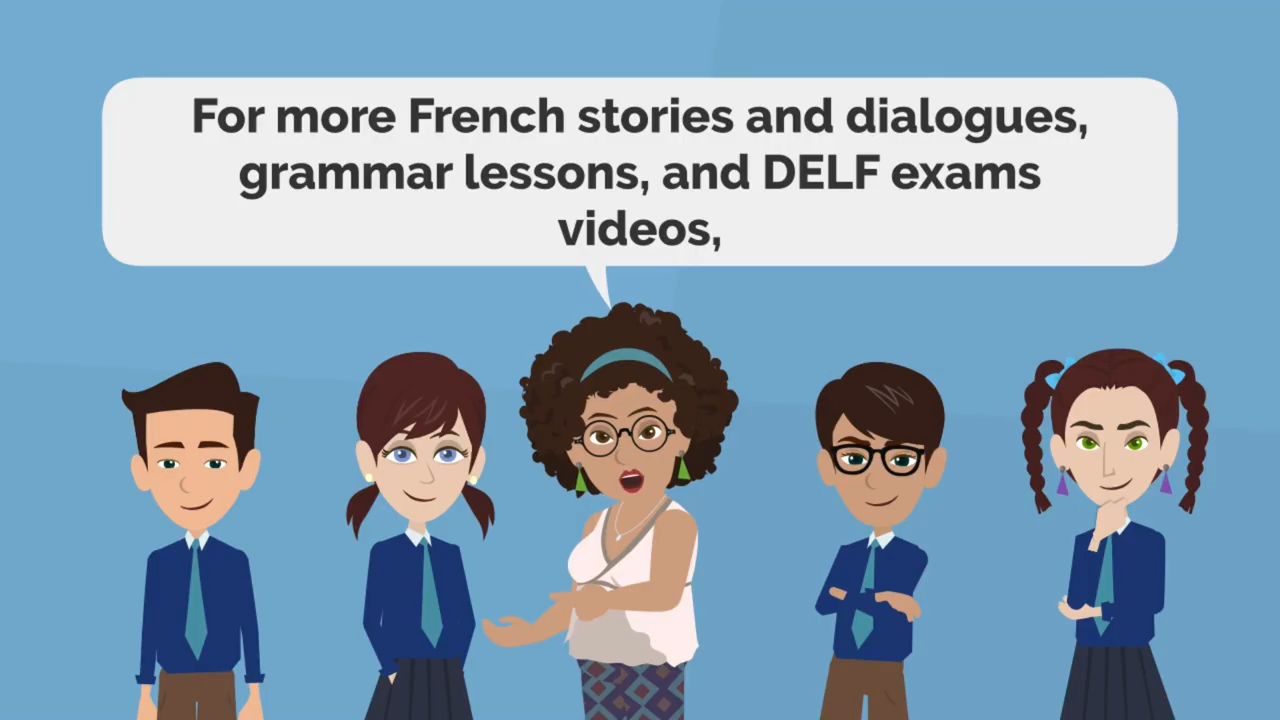 For more French stories and dialogues,
grammar lessons, and DELF exams
videos,